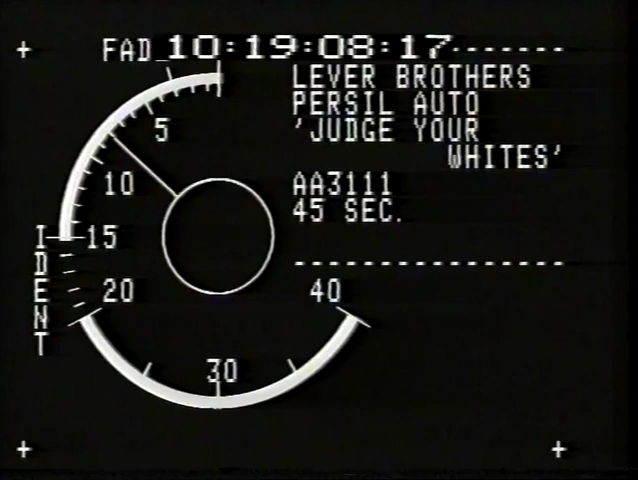 FAD 10:19:08:17
LEVER BROTHERS
PERSIL AUTO
'JUDGE YOUR
WHITES'
AA3111
45 SEC.
5
10
15
20
30
40
IDENT